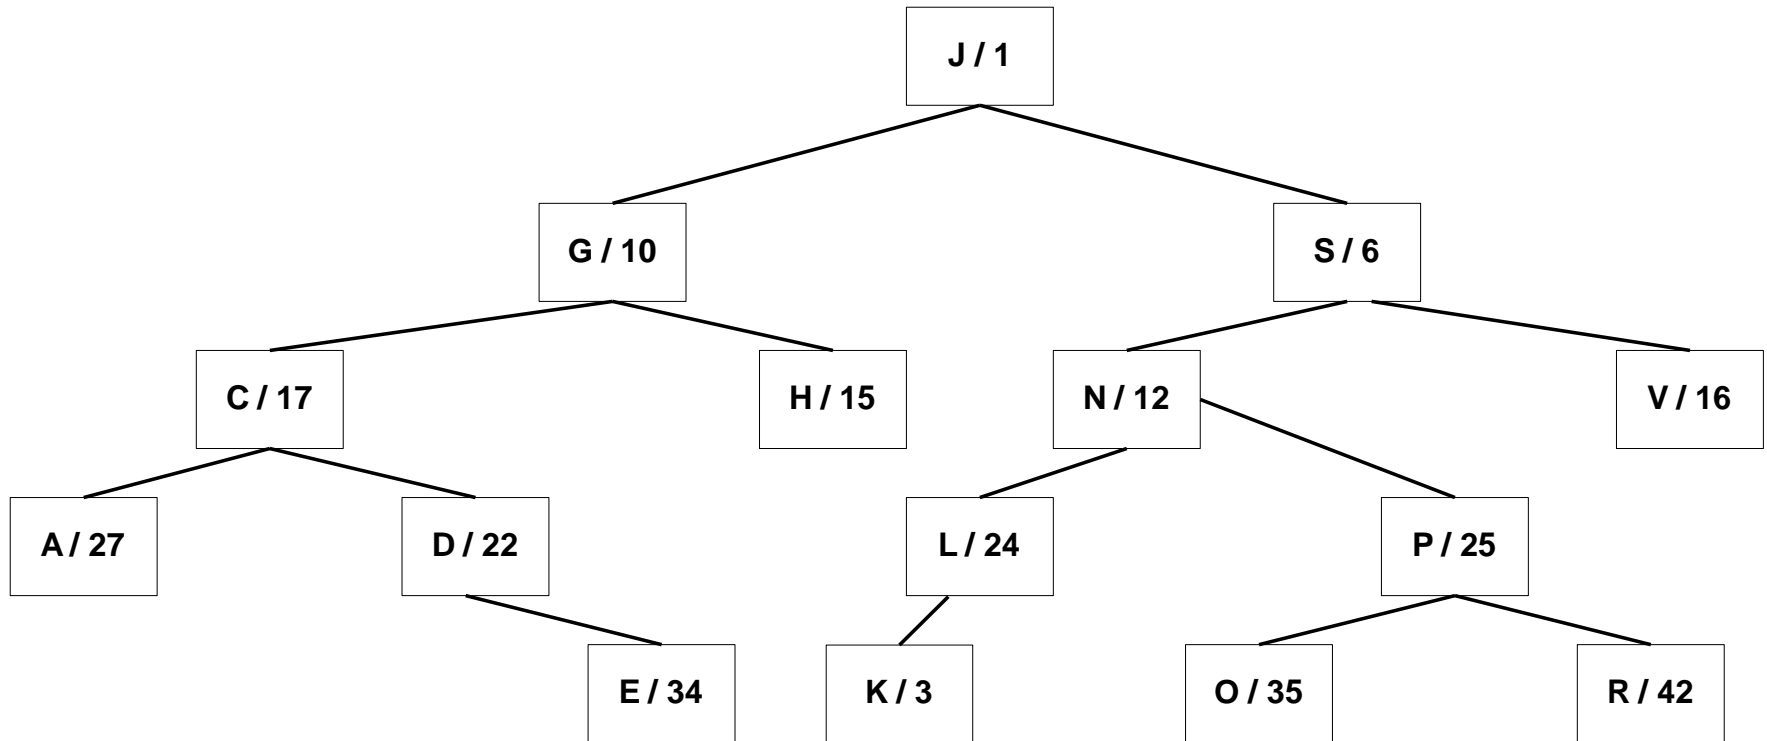 J / 1
G / 10
S / 6
C / 17
H / 15
N / 12
V / 16
A / 27
D / 22
L / 24
P / 25
E / 34
K / 3
O / 35
R / 42